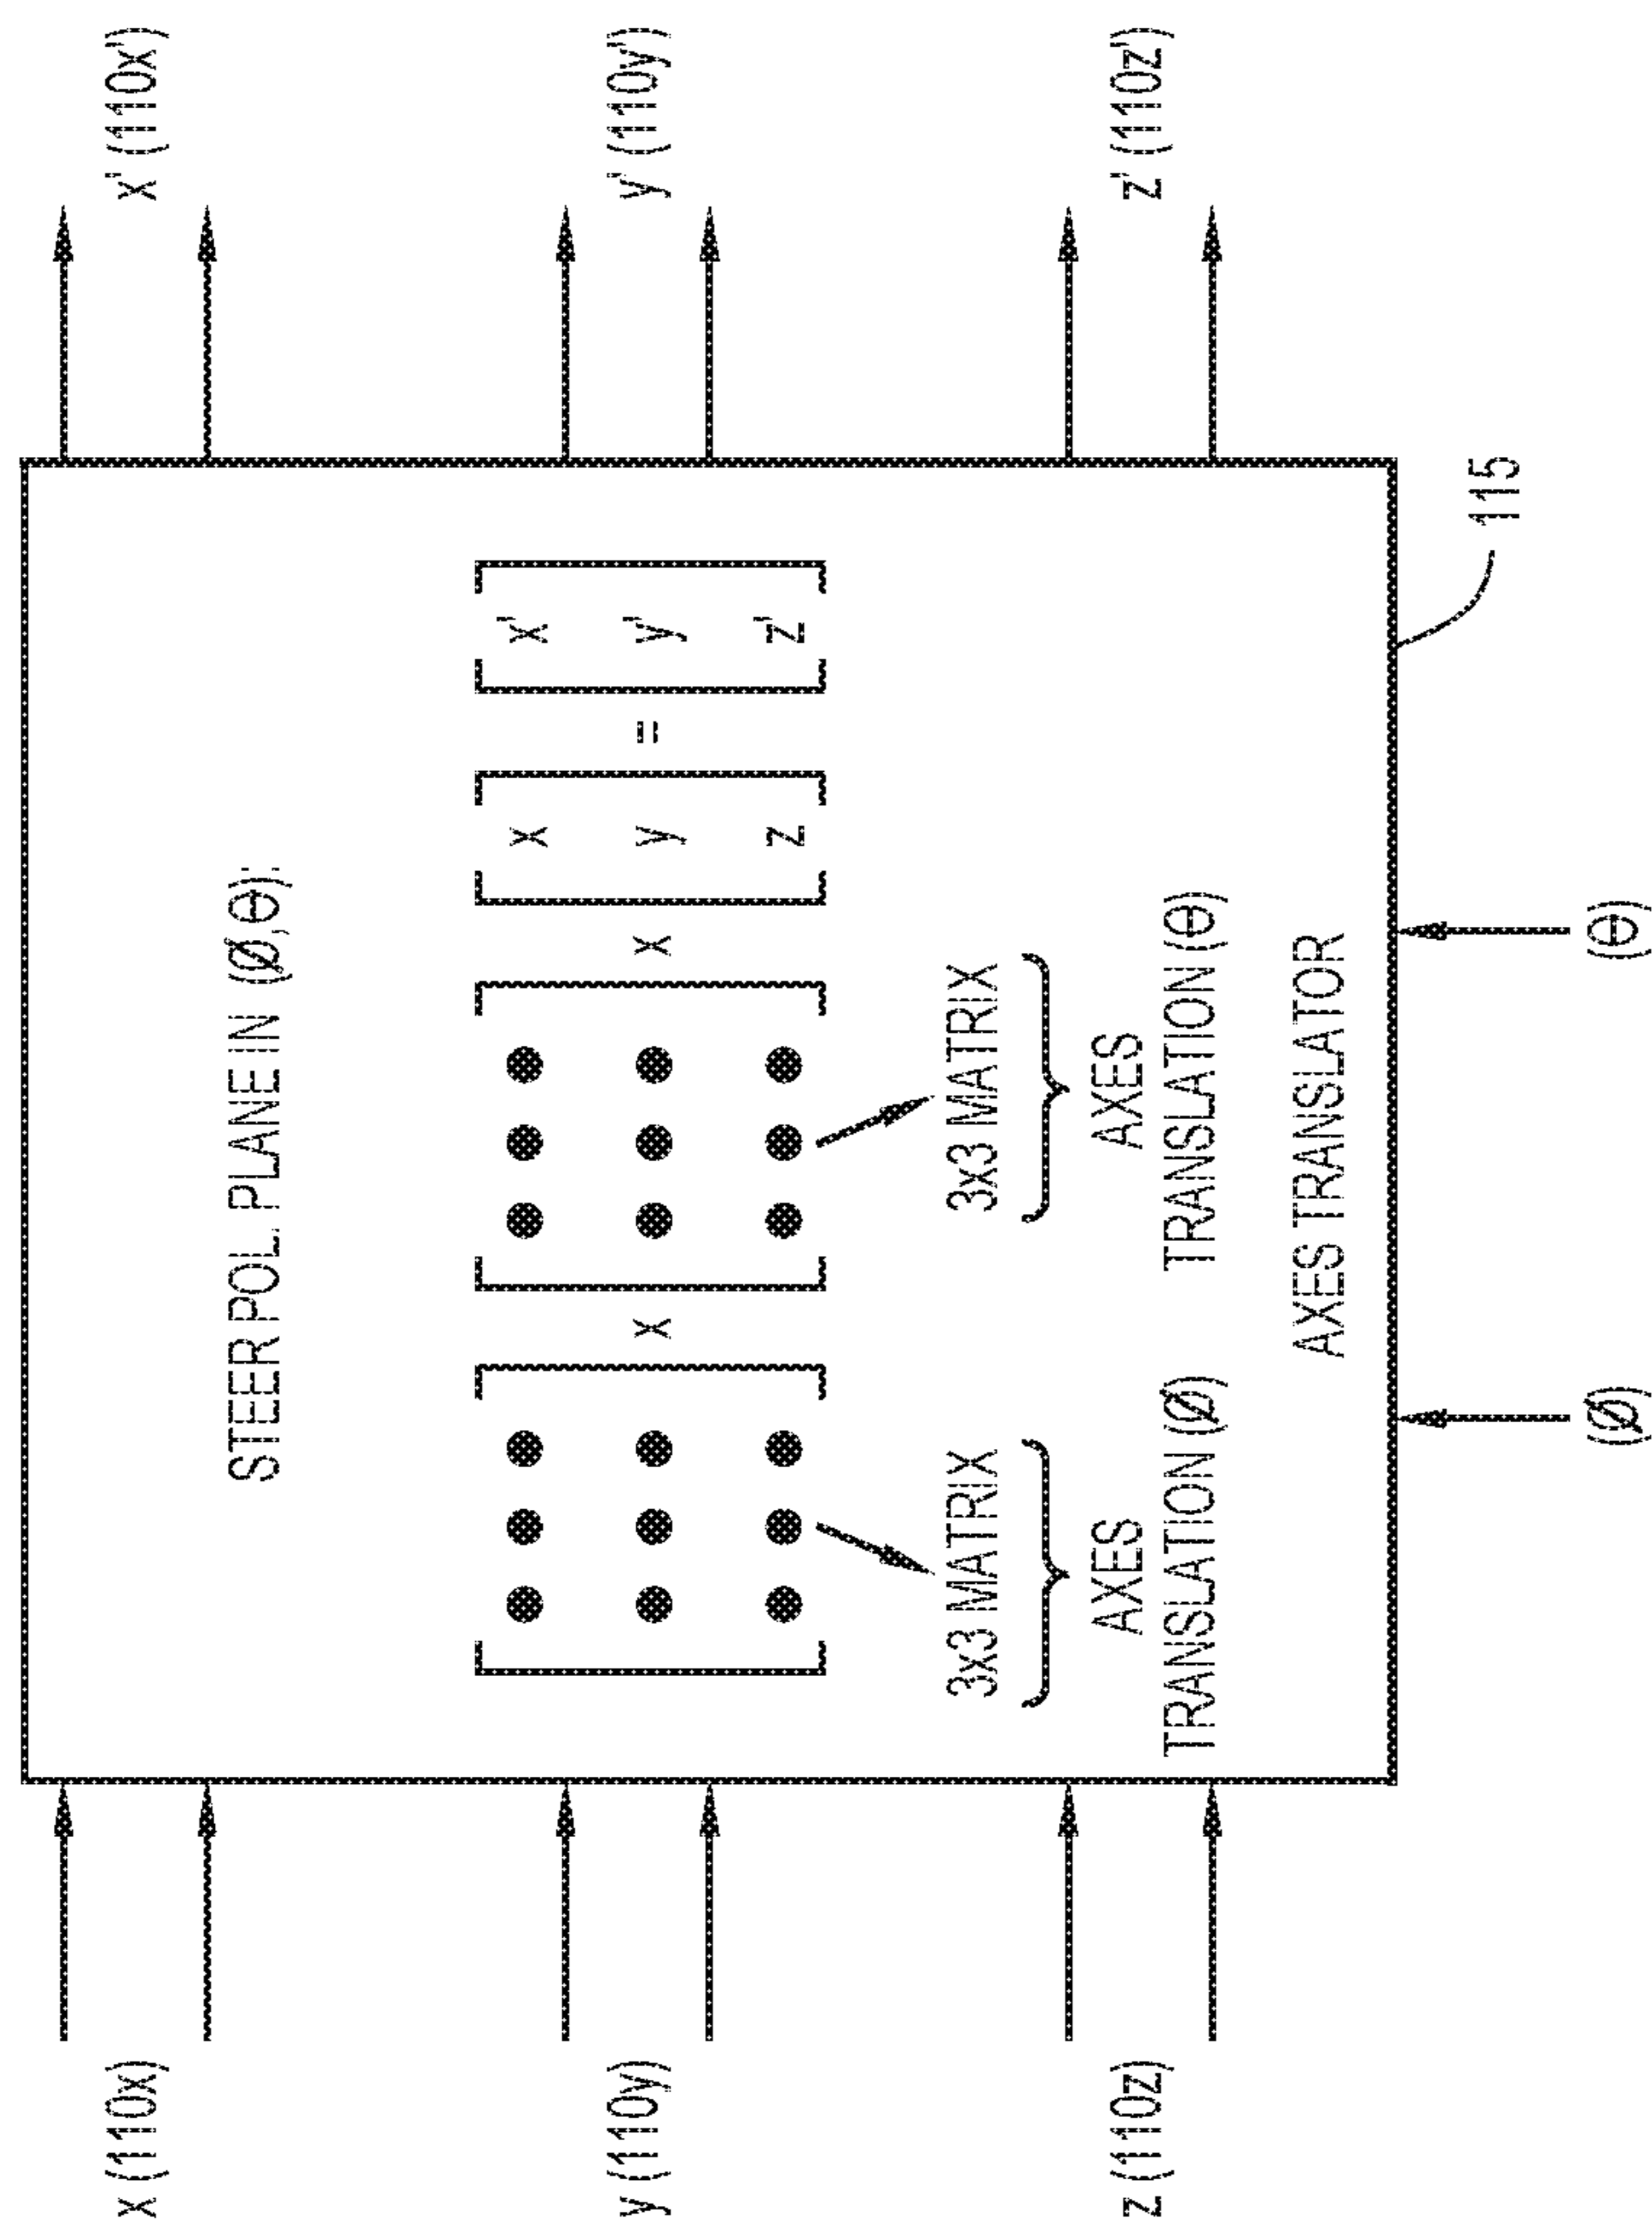 x (110x)
y (110y)
z (110z)
STEER POL. PLANE IN (Ø,Θ):
x
x
x
y
z
=
x'
y'
z'
3x3 MATRIX
3x3 MATRIX
AXES
TRANSLATION (Ø)
AXES
TRANSLATION (Θ)
AXES TRANSLATOR
(Ø)
(Θ)
115
x' (110x')
y' (110y')
z' (110z')